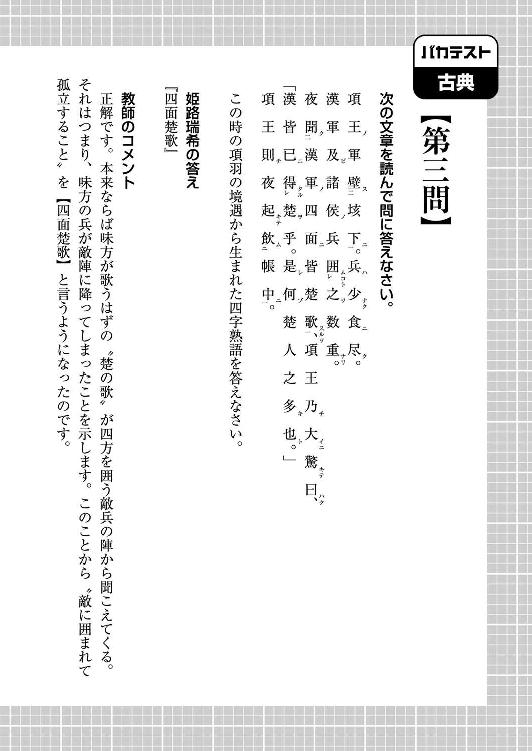 バカテスト
古典
【第三問】
次の文章を読んで問に答えなさい。
項王軍壁垓下。兵少食尽。
漢軍及諸侯兵囲之数重。
夜聞漢軍四面皆楚歌、項王乃大驚曰、
「漢皆已得楚乎是何楚人之多也。」
項王則夜起飲帳中。
この時の項羽の境遇から生まれた四字熟語を答えなさい。
姫路瑞希の答え
『四面楚歌』
教師のコメント
正解です。本来ならば味方が歌うはずの〝楚の歌〟が四方を囲う敵兵の陣から聞こえてくる。
それはつまり、味方の兵が敵陣に降ってしまったことを示します。このことから〝敵に囲まれて
孤立すること〟を【四面楚歌】と言うようになったのです。